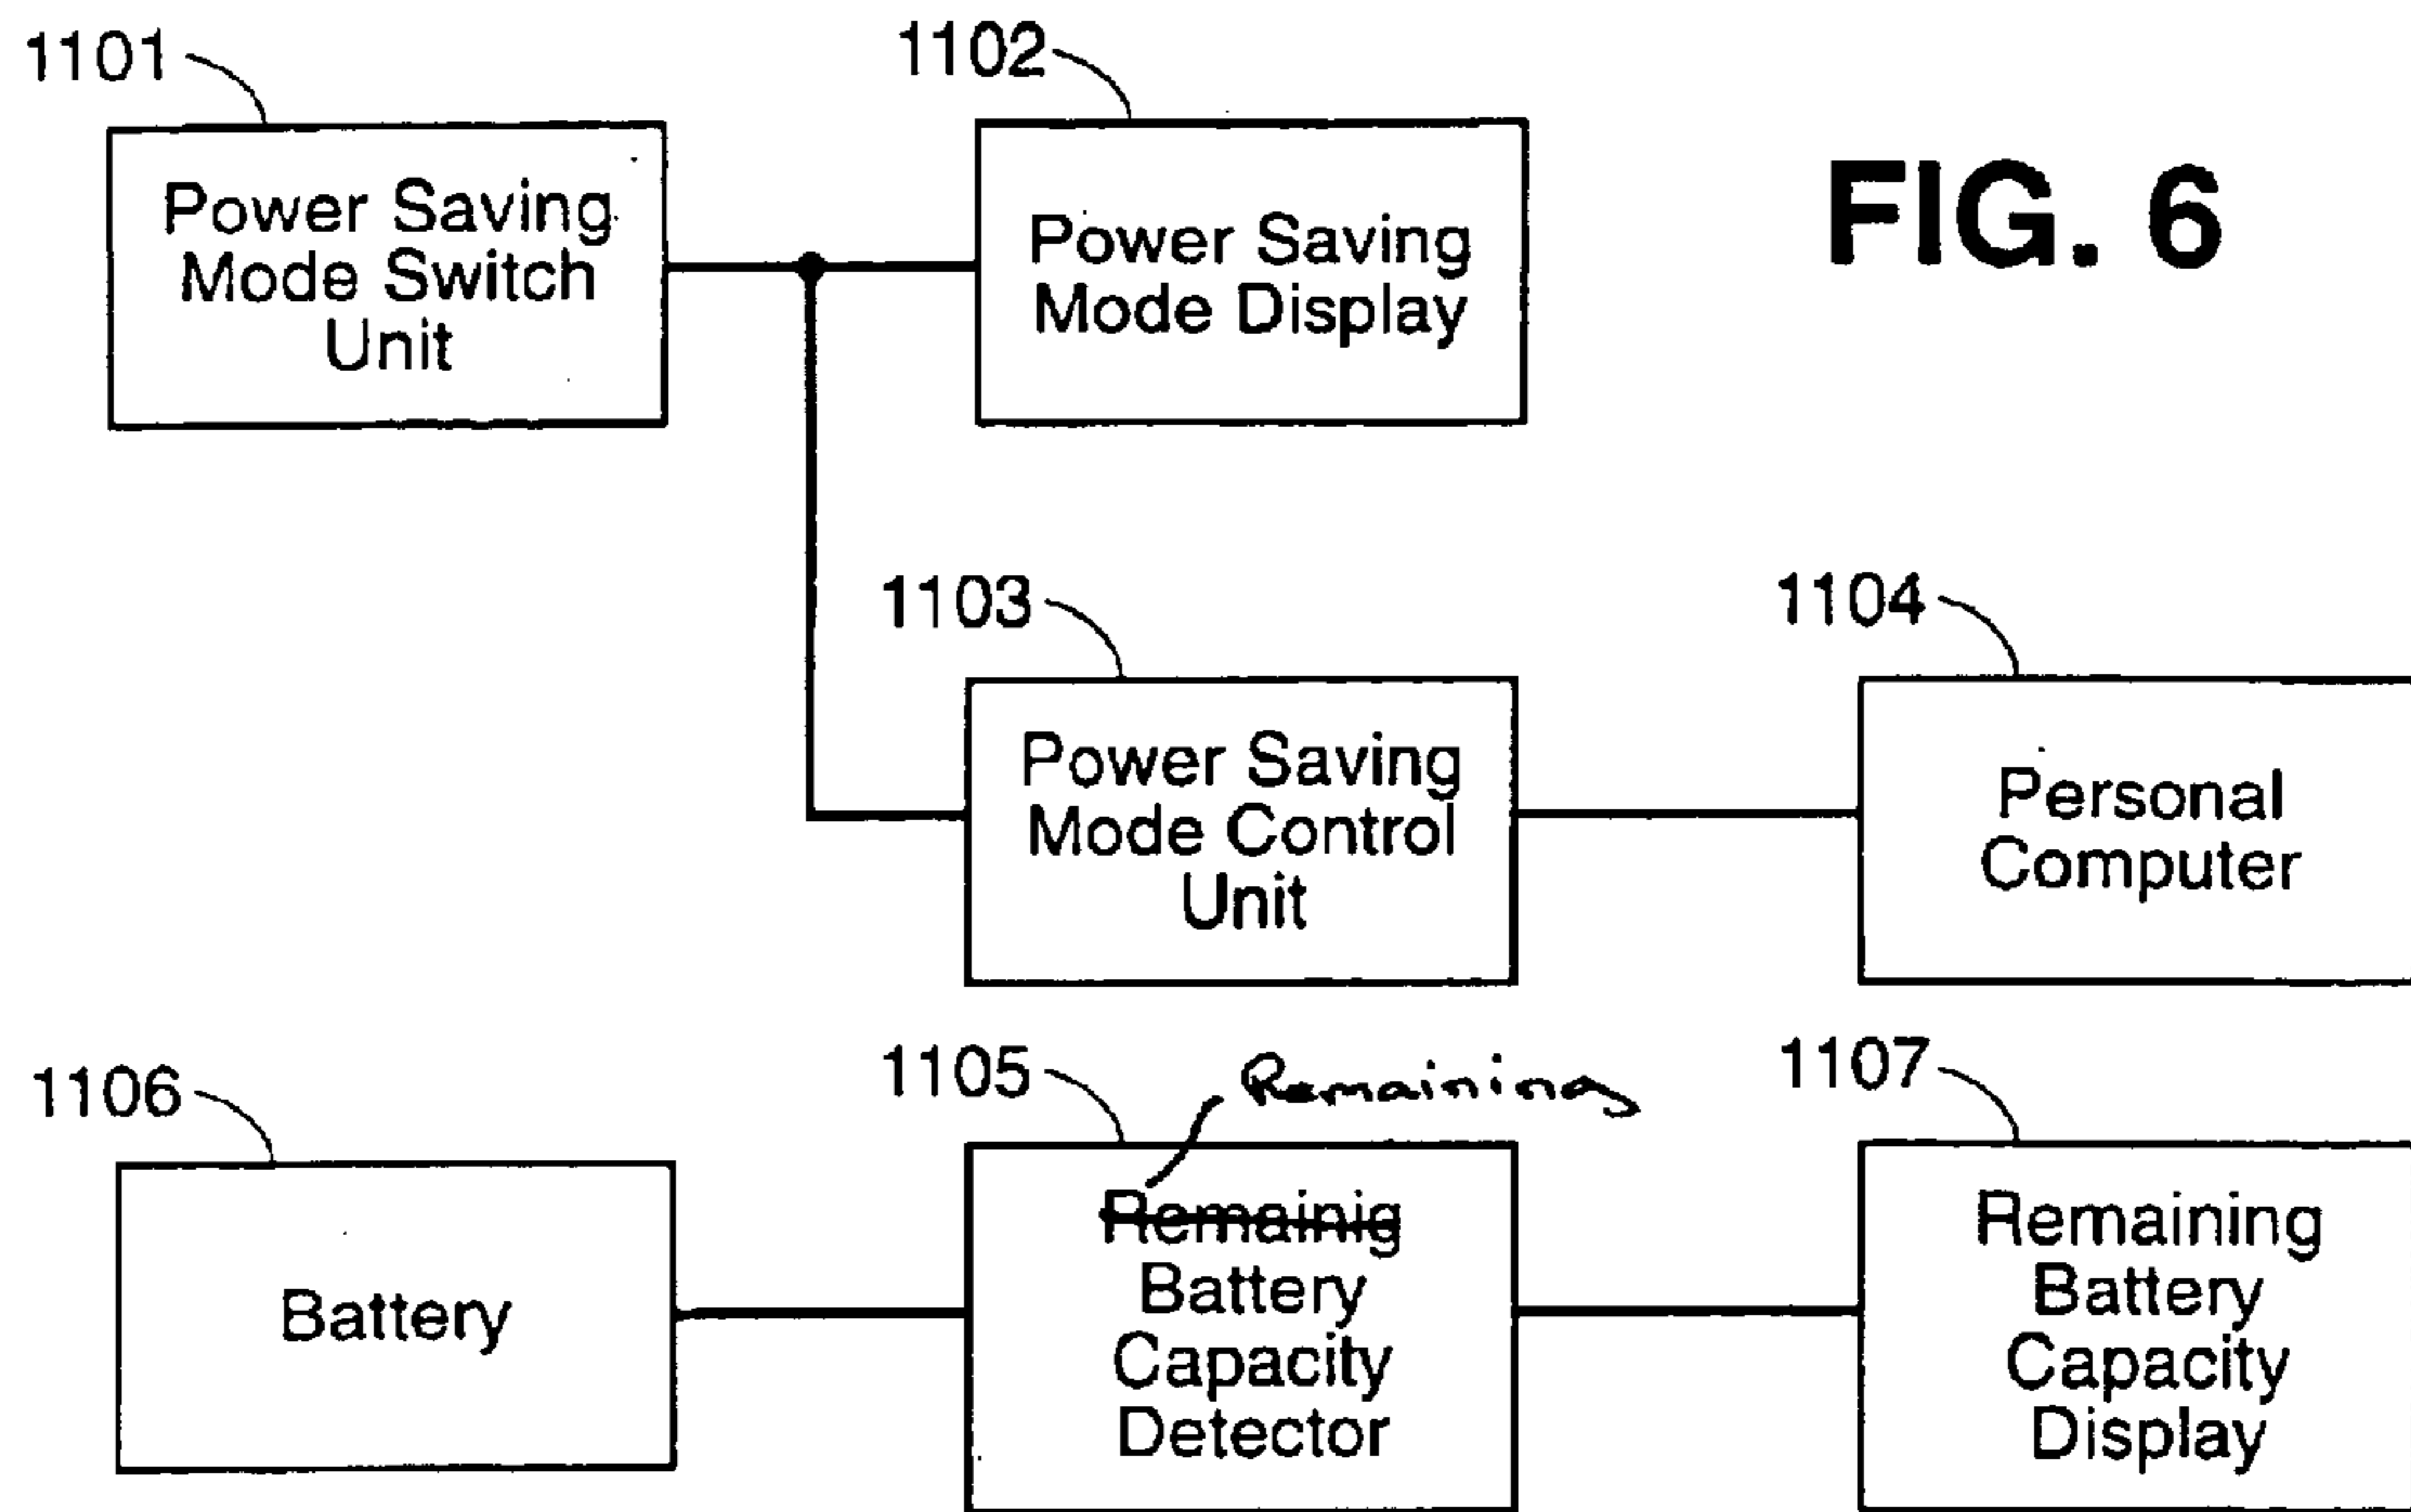 1101
1102
Power Saving
Mode Switch
Unit
Power Saving
Mode Display
FIG. 6
1103
1104
Power Saving
Mode Control
Unit
Personal
Computer
1106
1105
Remaining
1107
Battery
Remainig
Battery
Capacity
Detector
Remaining
Battery
Capacity
Display